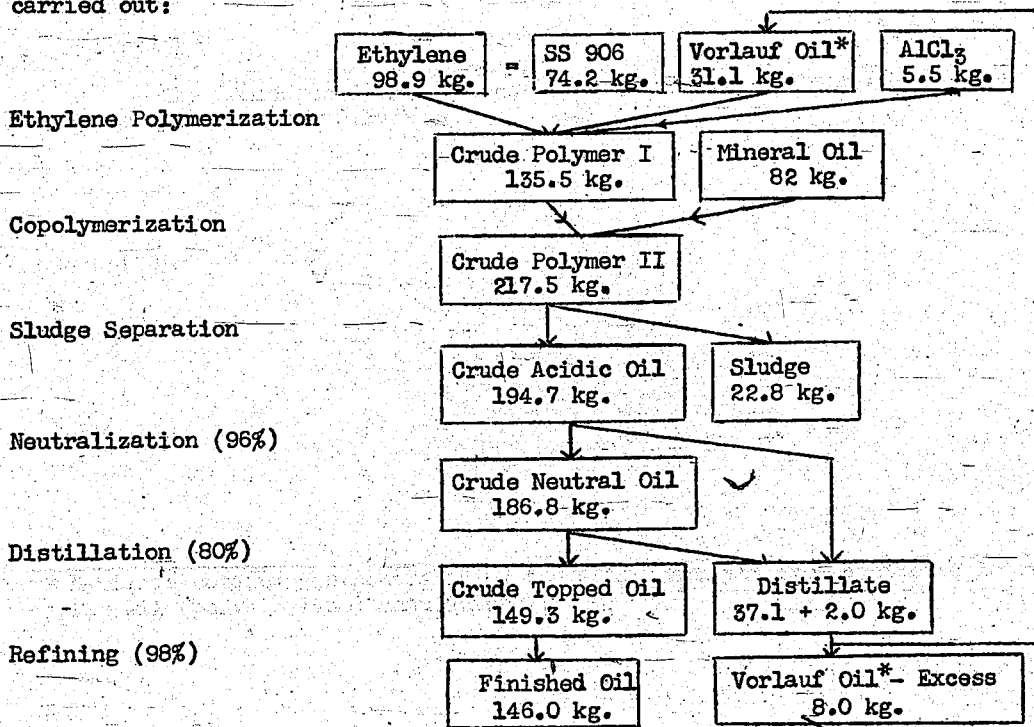 carried out:
Ethylene = SS 906 Vorlauf Oil* AlCl3
98.9 kg. 74.2 kg. 31.1 kg. 5.5 kg.
Ethylene Polymerization
Crude Polymer I Mineral Oil
135.5 kg. 82 kg.
Copolymerization
Crude Polymer II
217.5 kg.
Sludge Separation
Crude Acidic Oil Sludge
194.7 kg. 22.8 kg.
Neutralization (96%)
Crude Neutral Oil
186.8 kg.
Distillation (80%)
Crude Topped Oil Distillate
149.3 kg. 37.1 + 2.0 kg.
Refining (98%)
Finished Oil Vorlauf Oil*- Excess
146.0 kg. 8.0 kg.